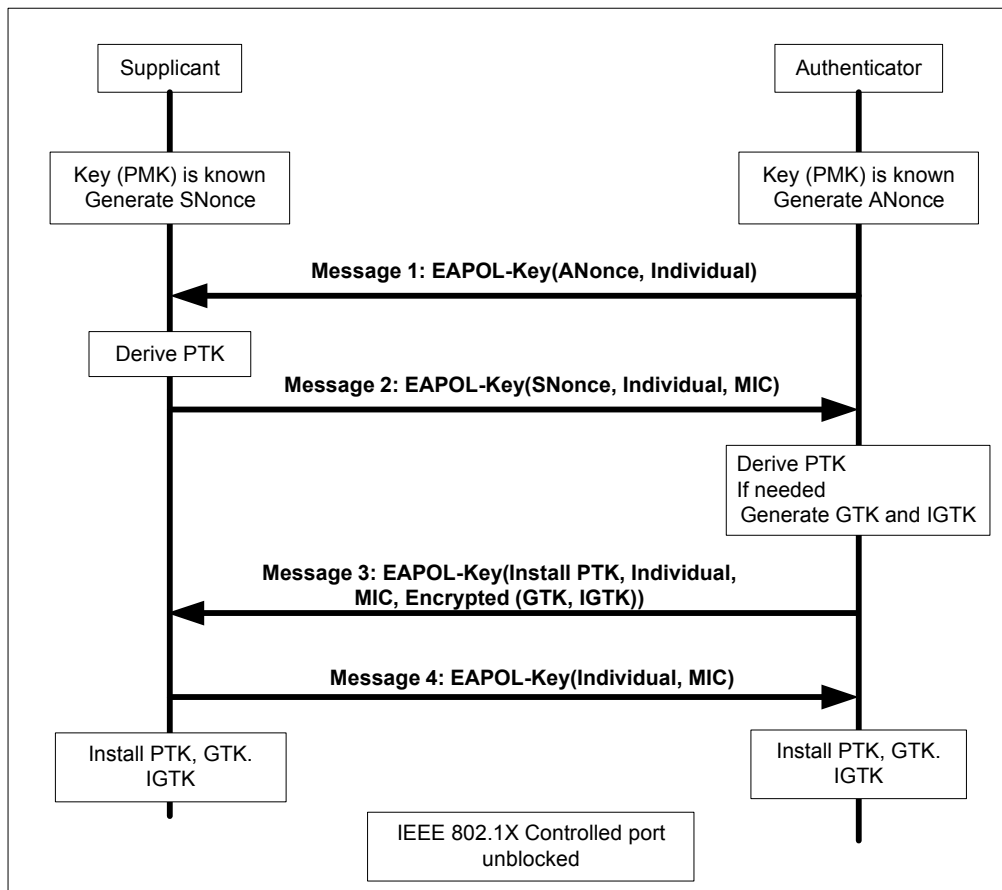 Supplicant
Authenticator
Key (PMK) is known
Generate SNonce
Key (PMK) is known
Generate ANonce
Message 1: EAPOL-Key(ANonce, Individual)
Derive PTK
Message 2: EAPOL-Key(SNonce, Individual, MIC)
Derive PTK
If needed
Generate GTK and IGTK
Message 3: EAPOL-Key(Install PTK, Individual,
MIC, Encrypted (GTK, IGTK))
Message 4: EAPOL-Key(Individual, MIC)
Install PTK, GTK.
IGTK
Install PTK, GTK.
IGTK
IEEE 802.1X Controlled port
unblocked